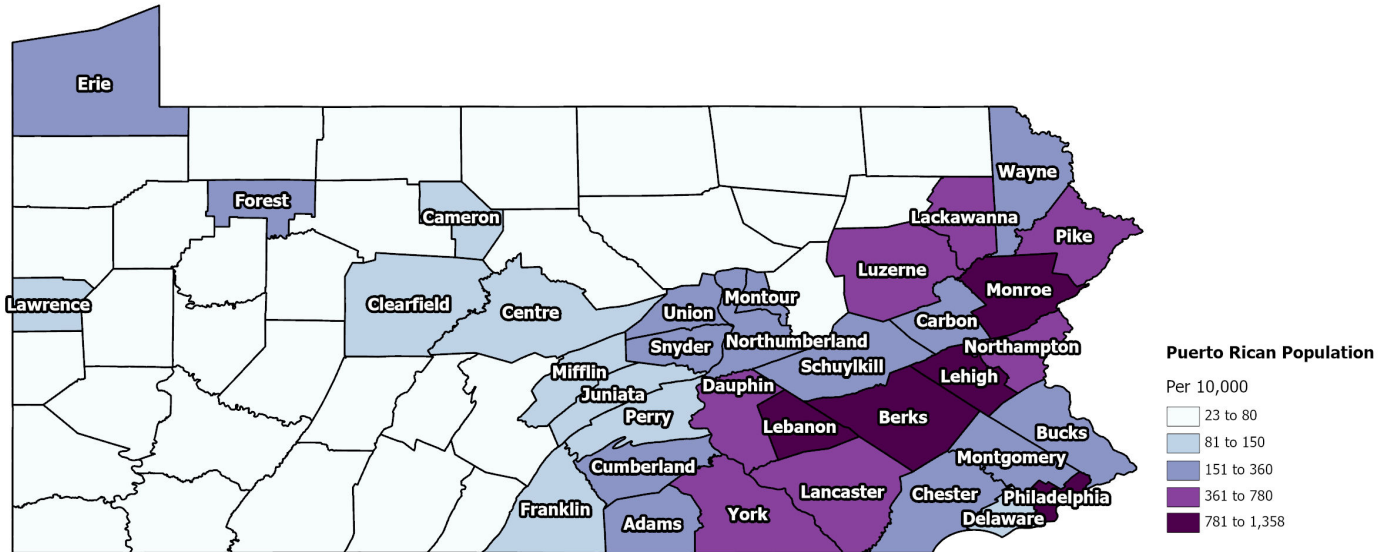 Erie
Wayne
Forest
Cameron
Lackawanna
Pike
Luzerne
Monroe
Lawrence
Clearfield
Centre
Union
Montour
Carbon
Snyder
Northumberland
Northampton
Schuylkill
Mifflin
Dauphin
Lehigh
Juniata
Perry
Lebanon
Berks
Bucks
Cumberland
Montgomery
Franklin
Adams
York
Lancaster
Chester
Philadelphia
Delaware
Puerto Rican Population
Per 10,000
23 to 80
81 to 150
151 to 360
361 to 780
781 to 1,358